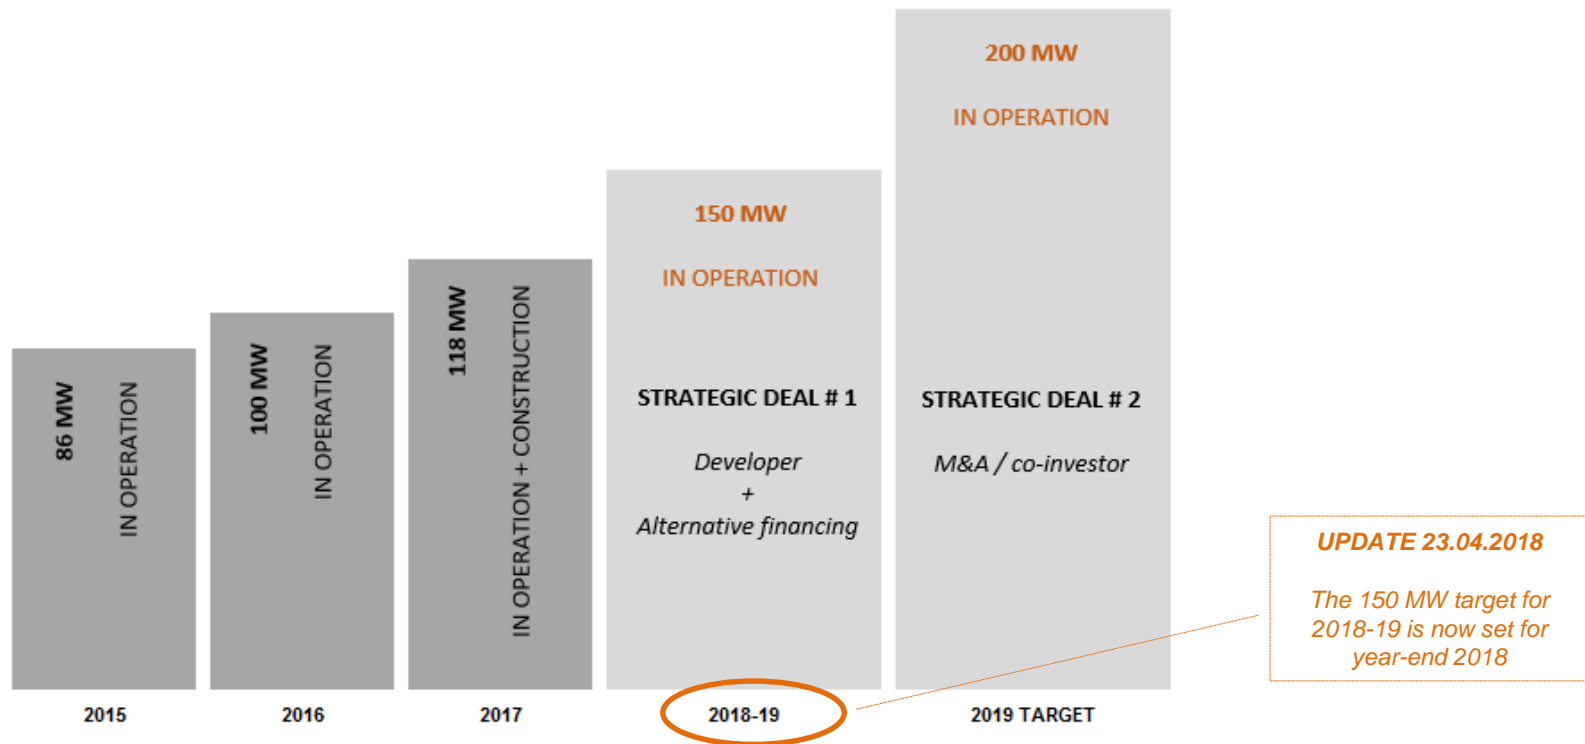 86 MW
IN OPERATION
100 MW
IN OPERATION
118 MW
IN OPERATION + CONSTRUCTION
150 MW
IN OPERATION
STRATEGIC DEAL # 1
Developer
+
Alternative financing
200 MW
IN OPERATION
STRATEGIC DEAL # 2
M&A / co-investor
UPDATE 23.04.2018
The 150 MW target for
2018-19 is now set for
year-end 2018
2015
2016
2017
2018-19
2019 TARGET